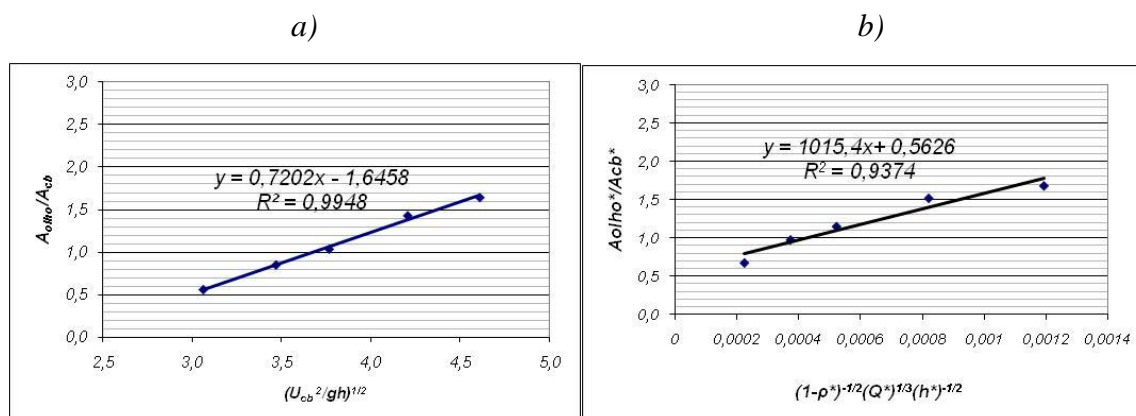 a)
3,0
2,5
2,0
1,5
1,0
0,5
0,0
A_olho/A_cb
y = 0,7202x - 1,6458
R² = 0,9948
2,5 3,0 3,5 4,0 4,5 5,0
(U_cb²/gh)^1/2
b)
3,0
2,5
2,0
1,5
1,0
0,5
0,0
Aolho*/Acb*
y = 1015,4x+ 0,5626
R² = 0,9374
0 0,0002 0,0004 0,0006 0,0008 0,001 0,0012 0,0014
(1-ρ*)^-1/2(Q*)^1/3(h*)^-1/2